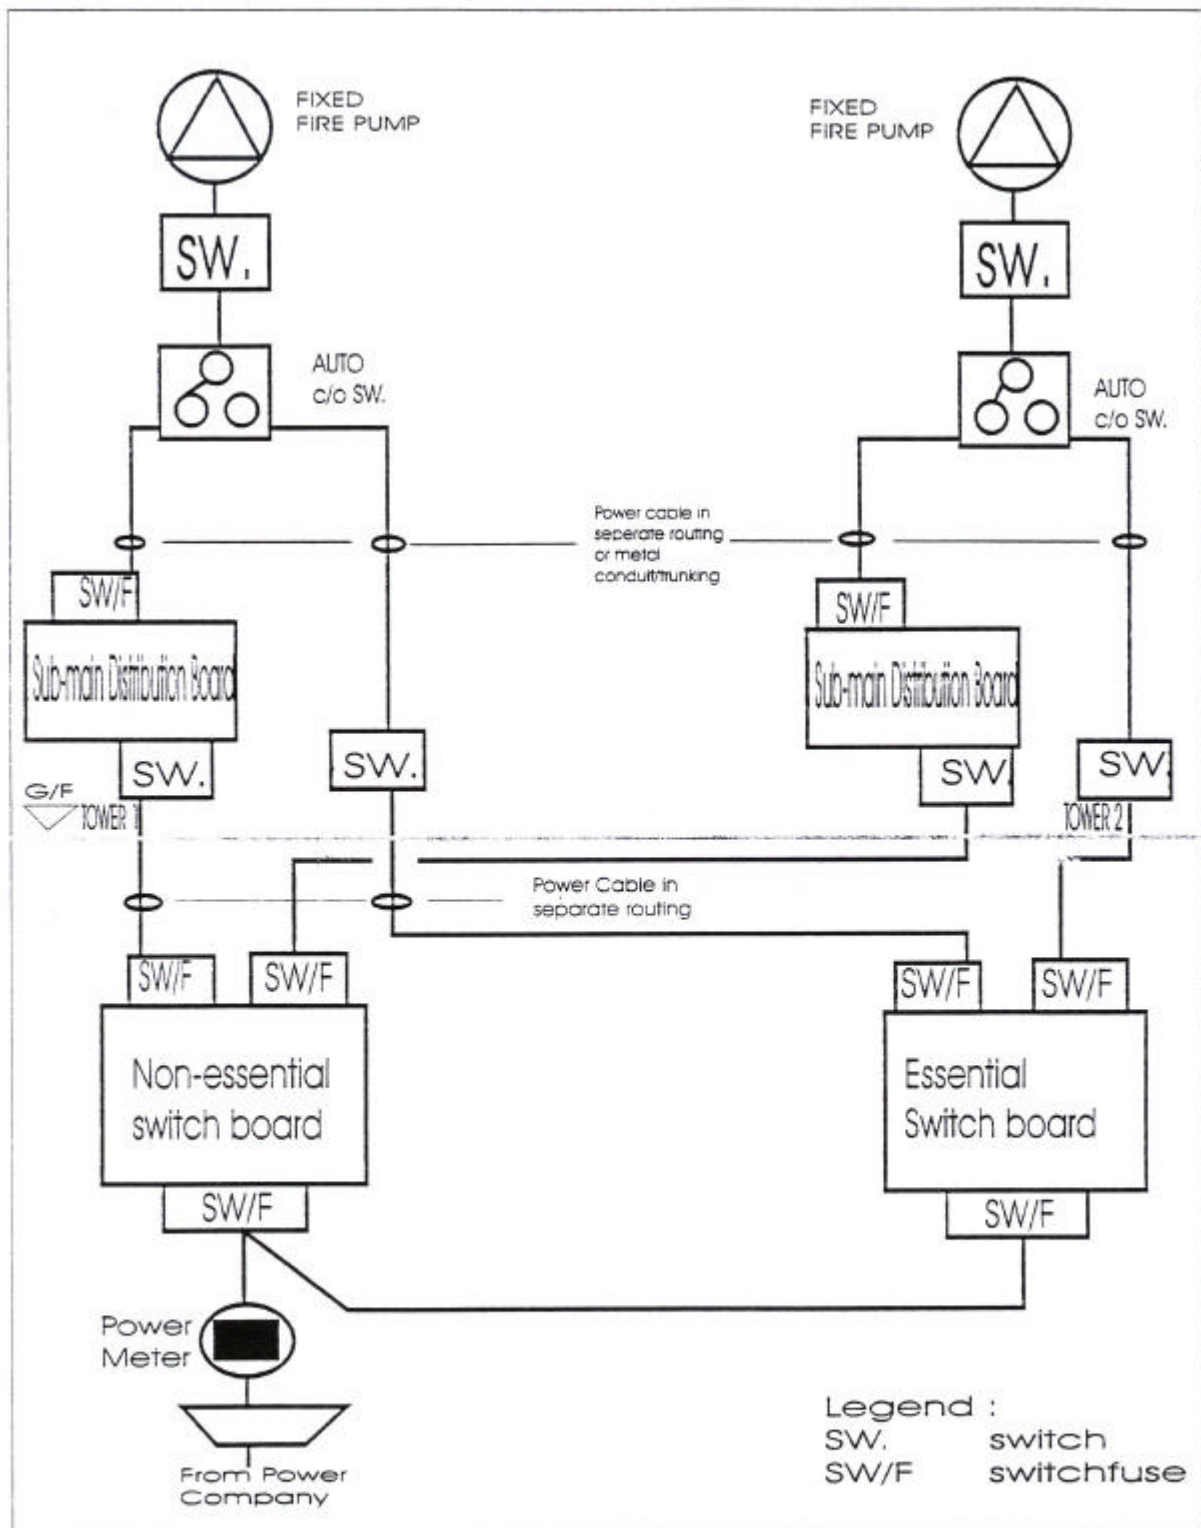 FIXED
FIRE PUMP
FIXED
FIRE PUMP
SW.
SW.
AUTO
c/o SW.
AUTO
c/o SW.
Power cable in
seperate routing
or metal
conduit/trunking
SW/F
SW/F
Sub-main Distribution Board
Sub-main Distribution Board
SW.
SW.
SW.
SW.
G/F
TOWER 1
TOWER 2
Power Cable in
separate routing
SW/F
SW/F
SW/F
SW/F
Non-essential
switch board
Essential
Switch board
SW/F
SW/F
Power
Meter
From Power
Company
Legend :
SW. switch
SW/F switchfuse